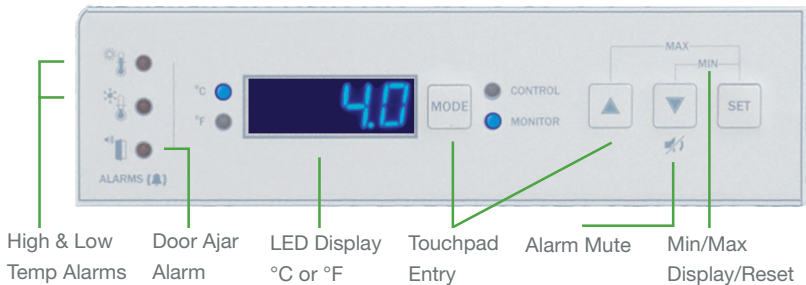 MAX
MIN
°C
4.0
MODE
CONTROL
SET
°F
MONITOR
ALARMS
High & Low
Temp Alarms
Door Ajar
Alarm
LED Display
°C or °F
Touchpad
Entry
Alarm Mute
Min/Max
Display/Reset